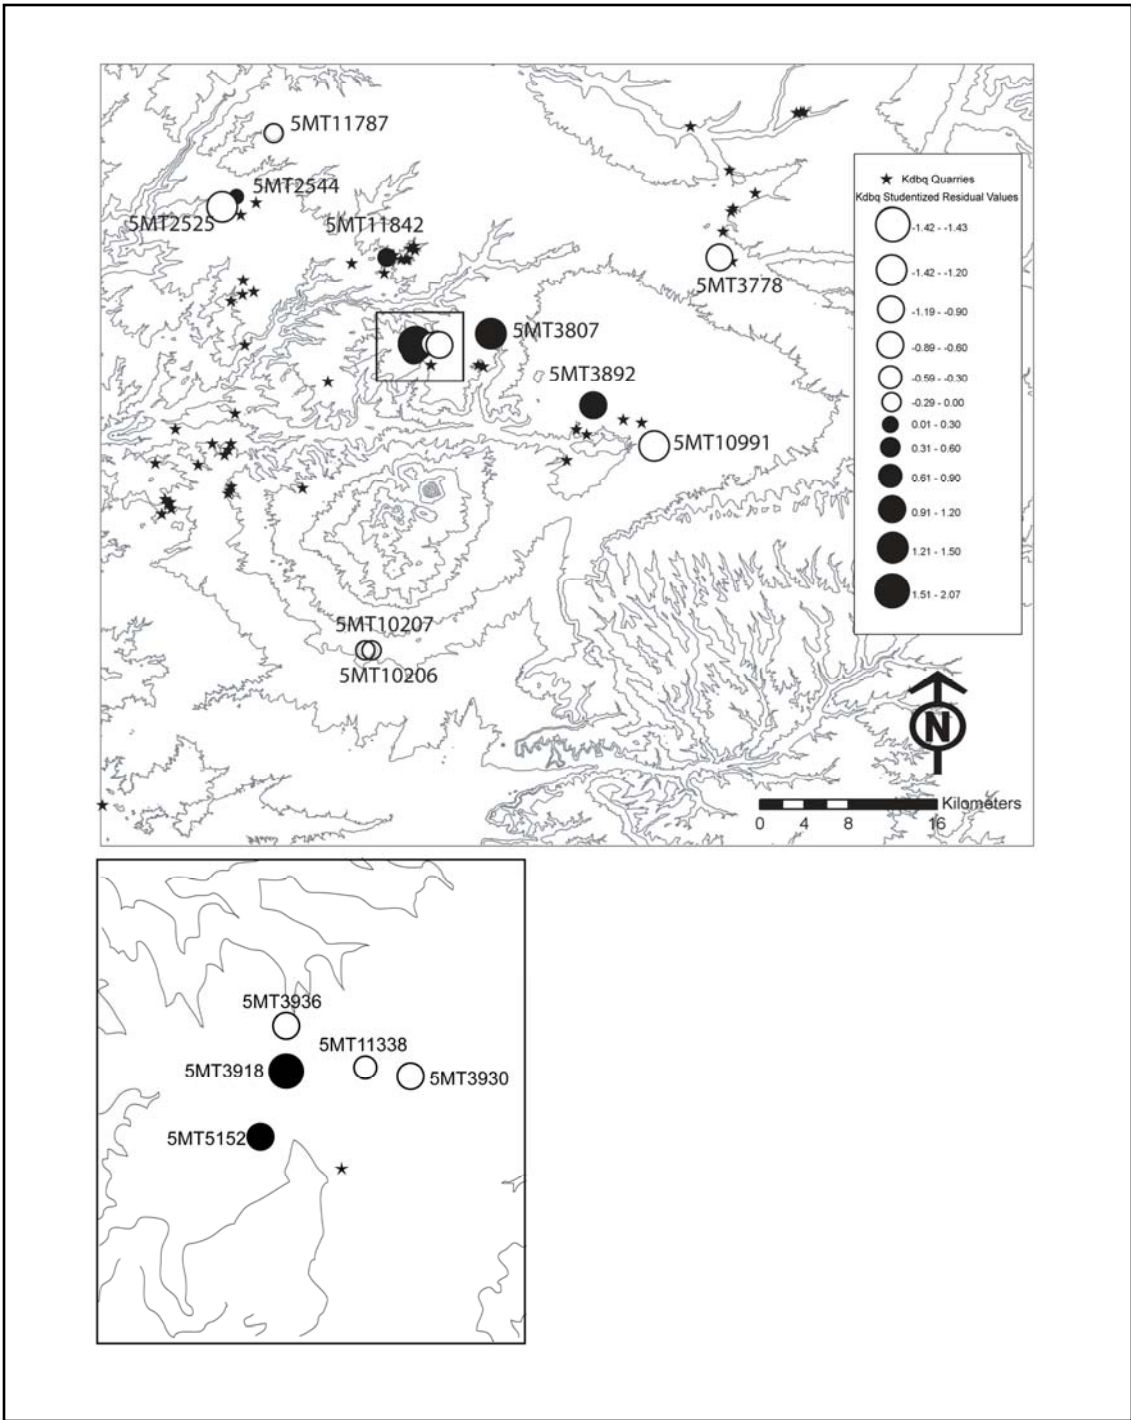 5MT11787
5MT2544
5MT2525
5MT11842
5MT3778
5MT3807
5MT3892
5MT10991
5MT10207
5MT10206
Kdbq Quarries
Kdbq Studentized Residual Values
-1.42 - -1.43
-1.42 - -1.20
-1.19 - -0.90
-0.89 - -0.60
-0.59 - -0.30
-0.29 - 0.00
0.01 - 0.30
0.31 - 0.60
0.61 - 0.90
0.91 - 1.20
1.21 - 1.50
1.51 - 2.07
N
Kilometers
0 4 8 16
5MT3936
5MT11338
5MT3918
5MT3930
5MT5152